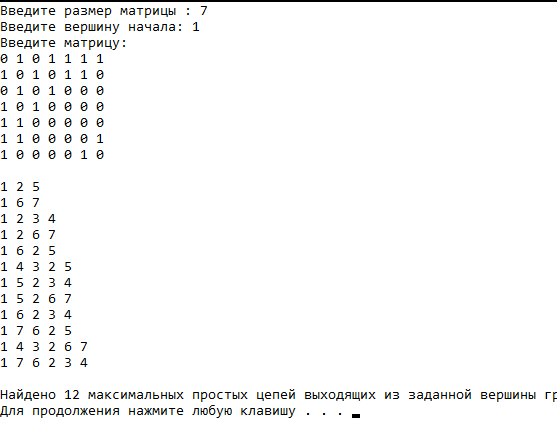 Введите размер матрицы : 7
Введите вершину начала: 1
Введите матрицу:
0 1 0 1 1 1 1
1 0 1 0 1 1 0
0 1 0 1 0 0 0
1 0 1 0 0 0 0
1 1 0 0 0 0 0
1 1 0 0 0 0 1
1 0 0 0 0 1 0
1 2 5
1 6 7
1 2 3 4
1 2 6 7
1 6 2 5
1 4 3 2 5
1 5 2 3 4
1 5 2 6 7
1 6 2 3 4
1 7 6 2 5
1 4 3 2 6 7
1 7 6 2 3 4
Найдено 12 максимальных простых цепей выходящих из заданной вершины гр
Для продолжения нажмите любую клавишу . . .